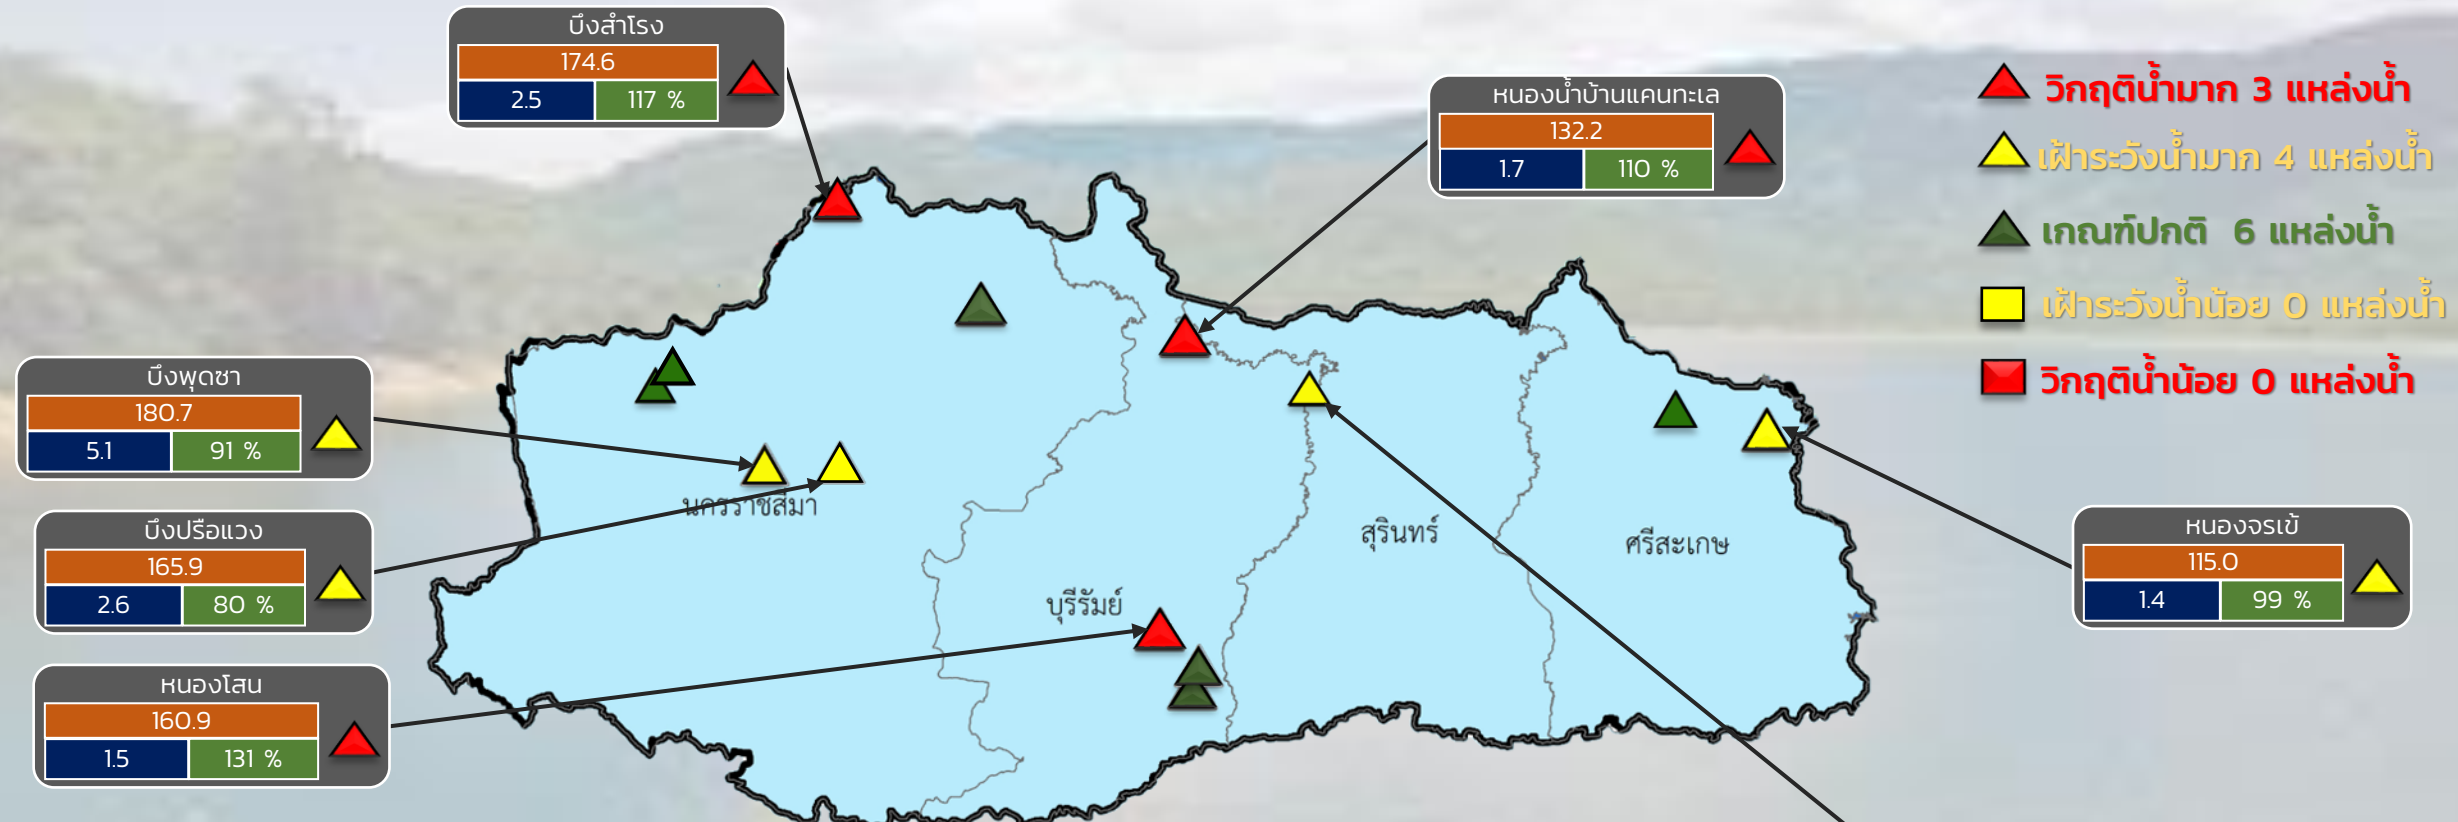 บึงสำโรง
174.6
2.5 117 %
หนองน้ำบ้านแคนทะเล
132.2
1.7 110 %
วิกฤติน้ำมาก 3 แหล่งน้ำ
เฝ้าระวังน้ำมาก 4 แหล่งน้ำ
เกณฑ์ปกติ 6 แหล่งน้ำ
เฝ้าระวังน้ำน้อย 0 แหล่งน้ำ
วิกฤติน้ำน้อย 0 แหล่งน้ำ
บึงพุดซา
180.7
5.1 91 %
บึงปรือแวง
165.9
2.6 80 %
หนองโสน
160.9
1.5 131 %
นครราชสีมา
บุรีรัมย์
สุรินทร์
ศรีสะเกษ
หนองจรเข้
115.0
1.4 99 %